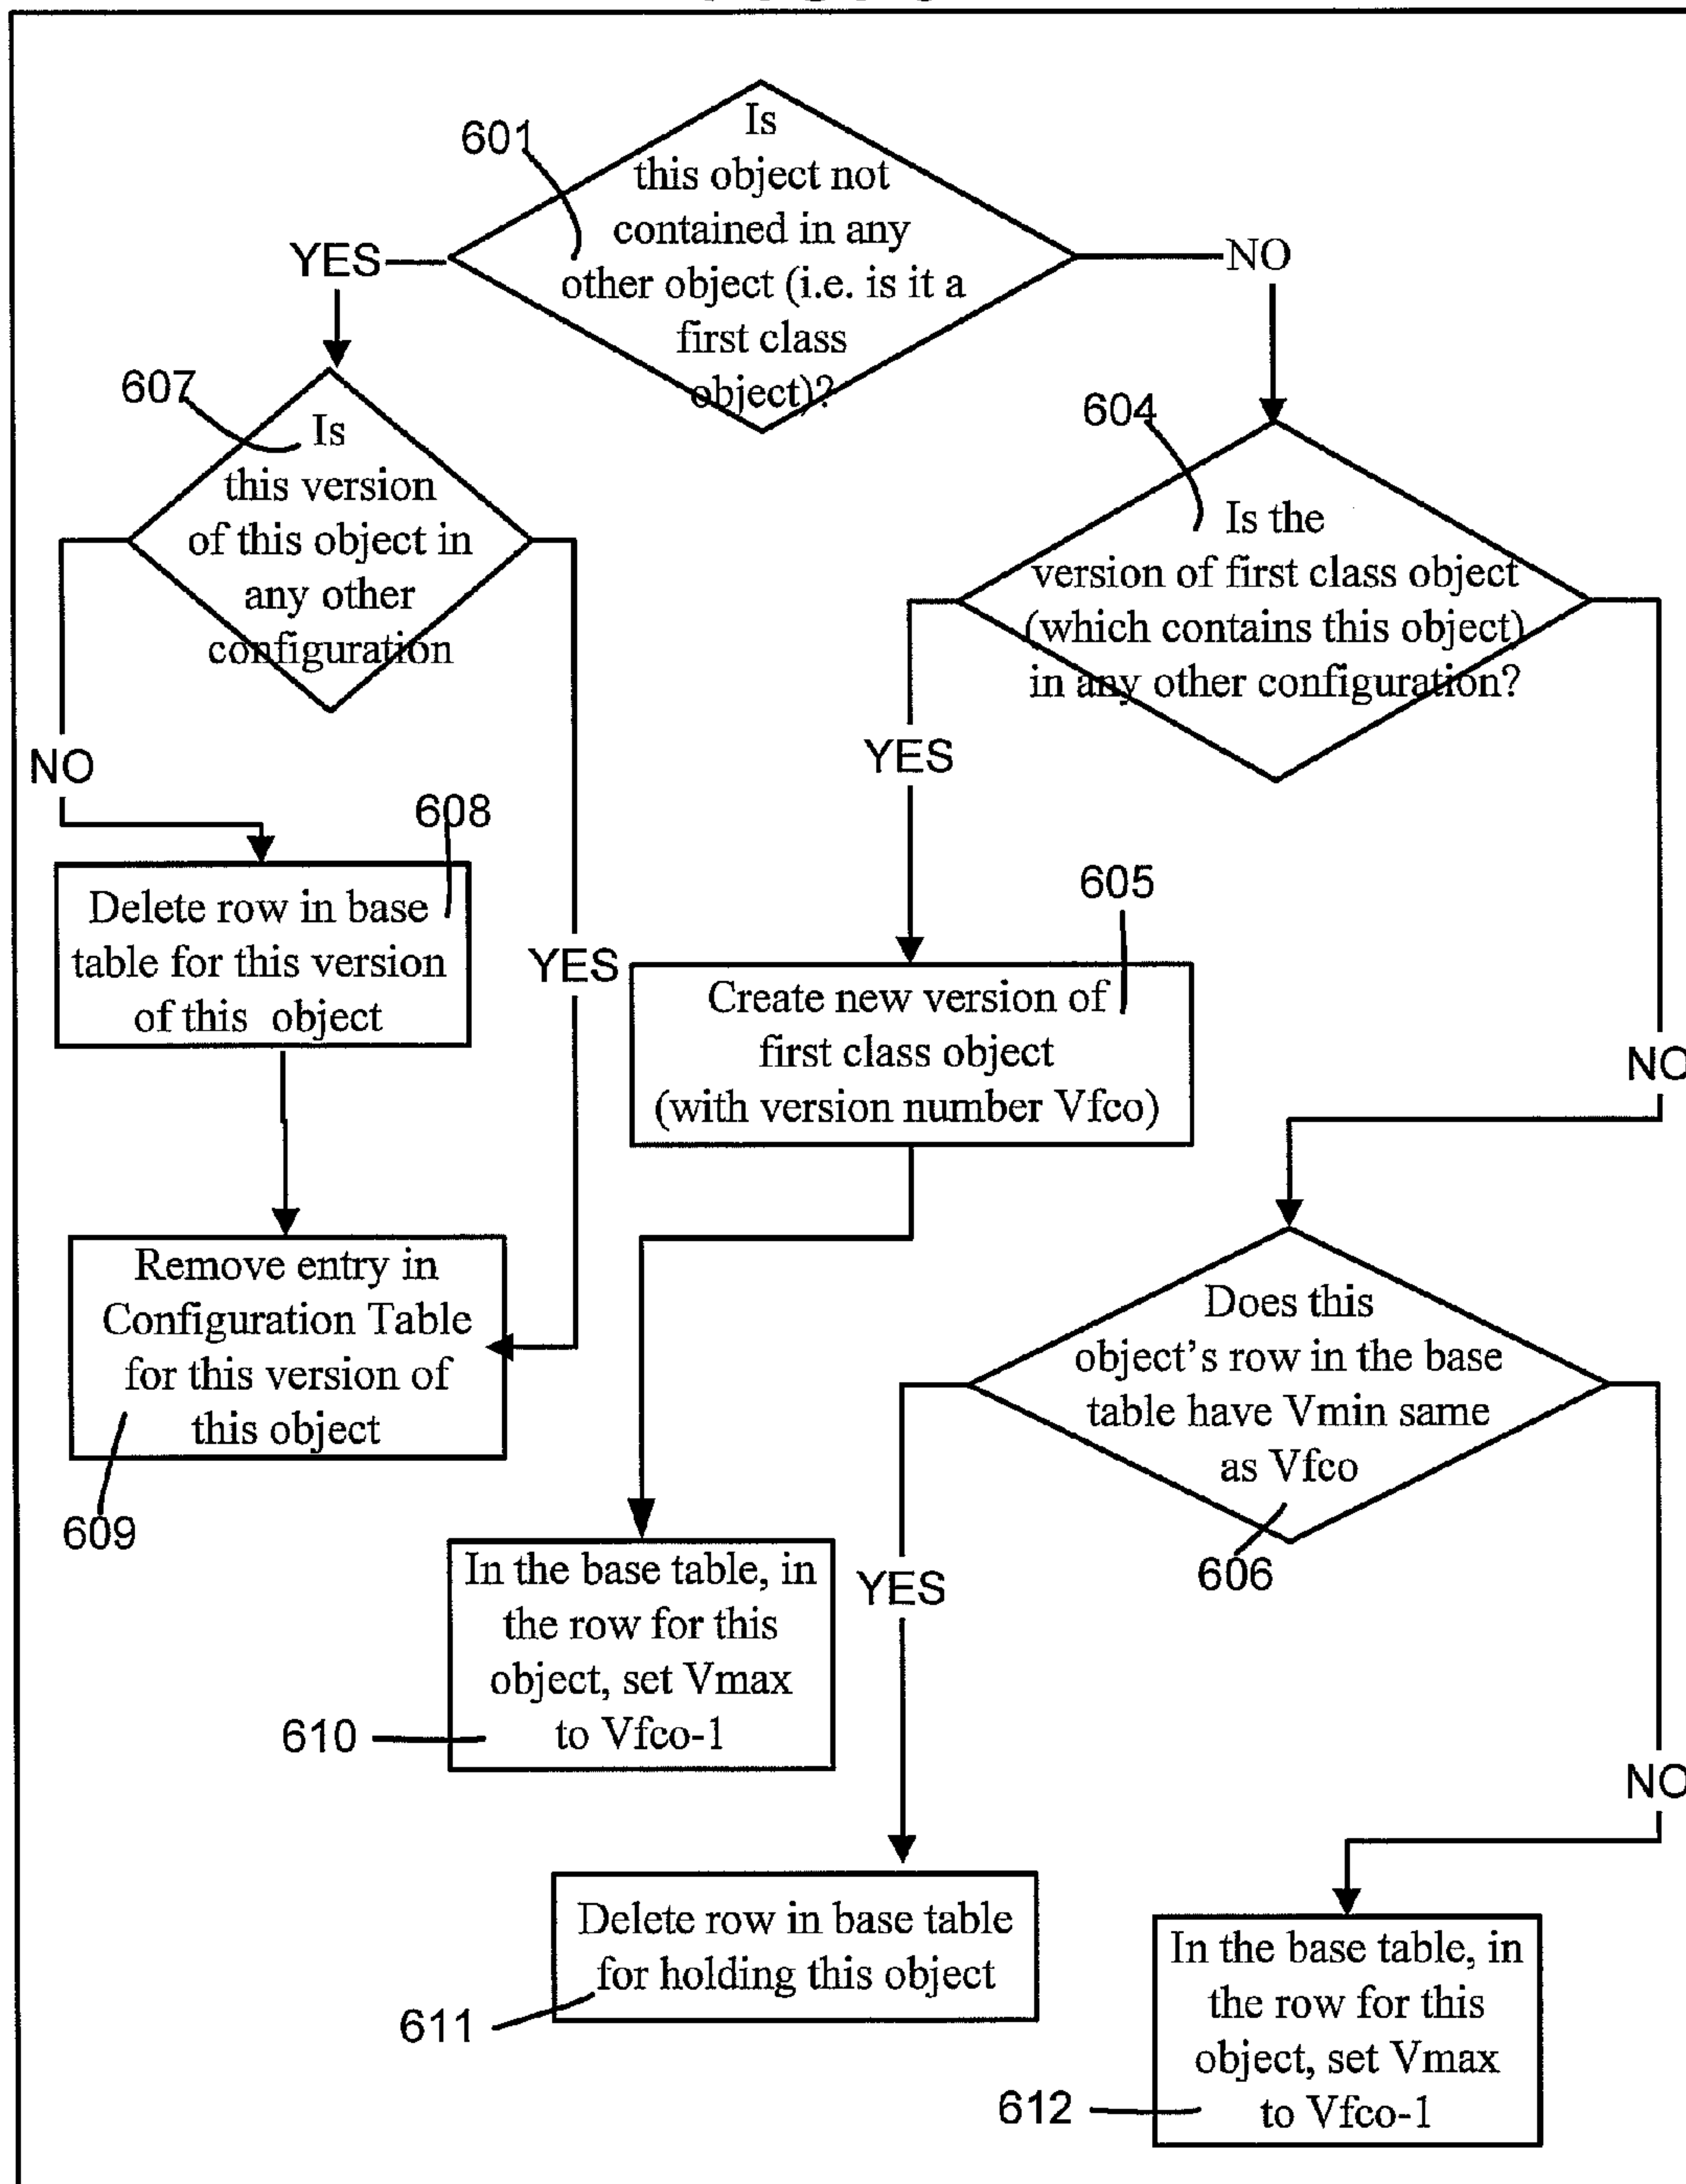 601
Is
this object not
contained in any
other object (i.e. is it a
first class
object)?
YES
NO
607
Is
this version
of this object in
any other
configuration
604
Is the
version of first class object
(which contains this object)
in any other configuration?
NO
YES
YES
NO
608
Delete row in base
table for this version
of this object
605
Create new version of
first class object
(with version number Vfco)
Remove entry in
Configuration Table
for this version of
this object
609
Does this
object's row in the base
table have Vmin same
as Vfco
606
In the base table, in
the row for this
object, set Vmax
to Vfco-1
610
YES
NO
Delete row in base table
for holding this object
611
In the base table, in
the row for this
object, set Vmax
to Vfco-1
612